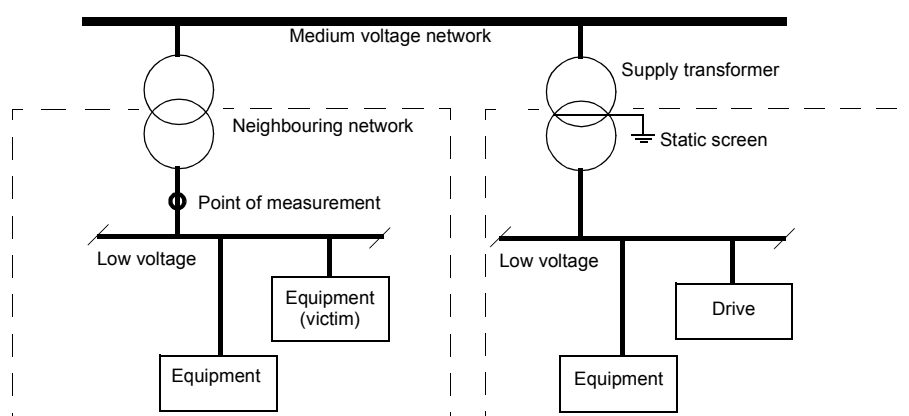 Medium voltage network
Supply transformer
Neighbouring network
Static screen
Point of measurement
Low voltage
Low voltage
Equipment
(victim)
Drive
Equipment
Equipment